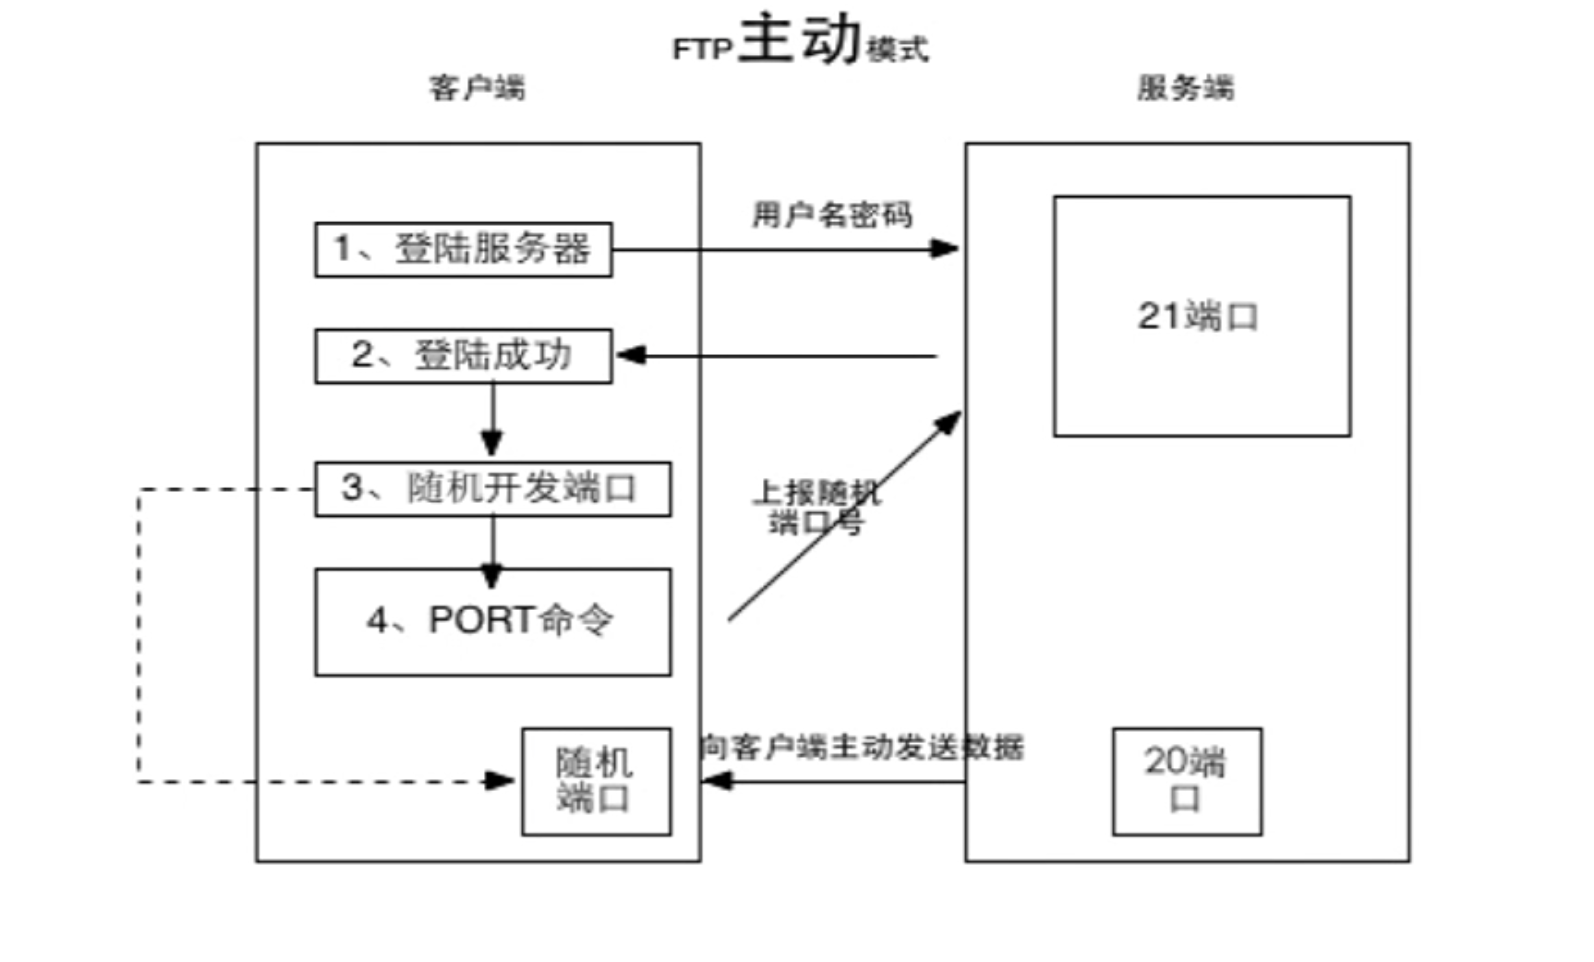 FTP主动模式
客户端
服务端
用户名密码
1、登陆服务器
21端口
2、登陆成功
3、随机开发端口
上报随机
端口号
4、PORT命令
向客户端主动发送数据
随机
端口
20端
口